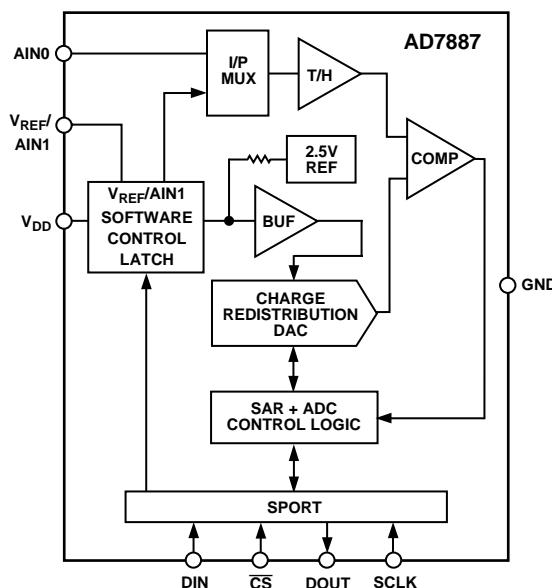 AD7887
AIN0
I/P
MUX
T/H
VREF/
AIN1
2.5V
REF
COMP
VREF/AIN1
SOFTWARE
CONTROL
LATCH
VDD
BUF
GND
CHARGE
REDISTRIBUTION
DAC
SAR + ADC
CONTROL LOGIC
SPORT
DIN
C̅S̅
DOUT
SCLK